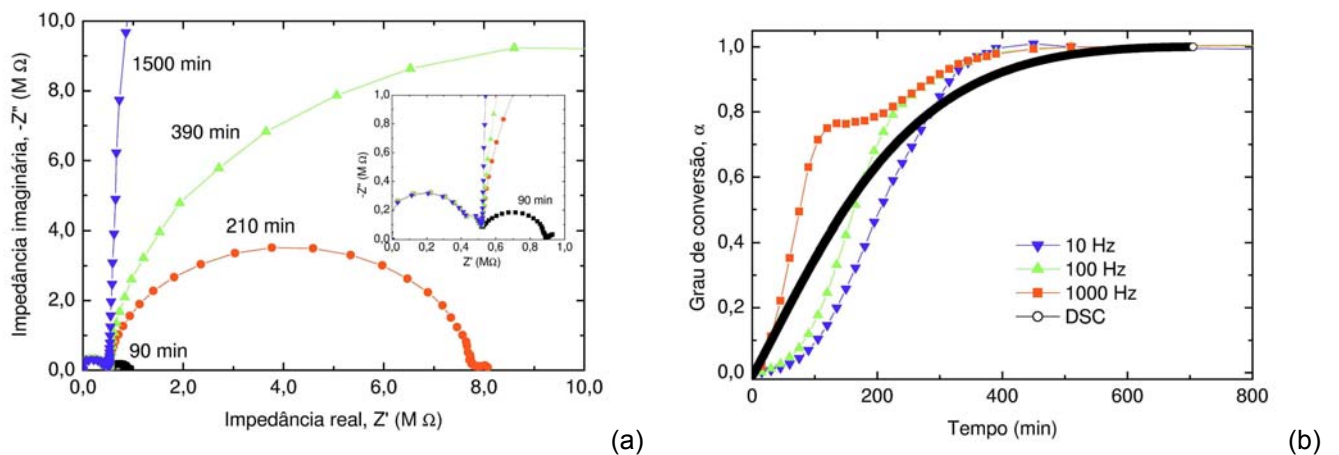 10,0
8,0
6,0
4,0
2,0
0,0
Impedância imaginária, -Z'' (M Ω)
1500 min
390 min
210 min
90 min
1,0
0,8
0,6
0,4
0,2
0,0
-Z'' (M Ω)
90 min
0,0 0,2 0,4 0,6 0,8 1,0
Z' (MΩ)
0,0 2,0 4,0 6,0 8,0 10,0
Impedância real, Z' (M Ω)
(a)
1,0
0,8
0,6
0,4
0,2
0,0
Grau de conversão, α
10 Hz
100 Hz
1000 Hz
DSC
0 200 400 600 800
Tempo (min)
(b)